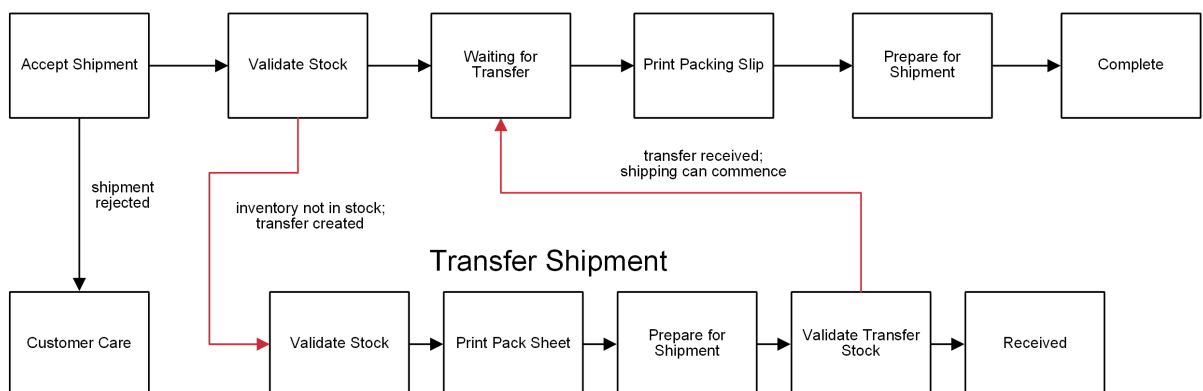 Accept Shipment
Validate Stock
Waiting for
Transfer
Print Packing Slip
Prepare for
Shipment
Complete
shipment
rejected
inventory not in stock;
transfer created
transfer received;
shipping can commence
Transfer Shipment
Customer Care
Validate Stock
Print Pack Sheet
Prepare for
Shipment
Validate Transfer
Stock
Received